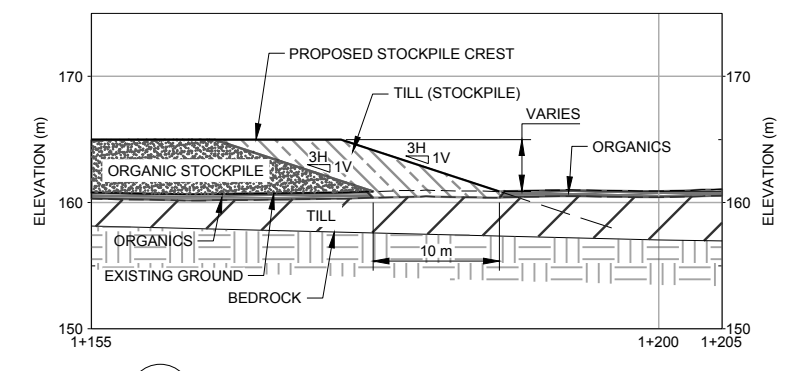 PROPOSED STOCKPILE CREST
170
170
TILL (STOCKPILE)
VARIES
3H
1V
3H
1V
ORGANICS
ELEVATION (m)
ELEVATION (m)
ORGANIC STOCKPILE
160
160
TILL
ORGANICS
10 m
EXISTING GROUND
BEDROCK
150
150
1+155
1+200
1+205